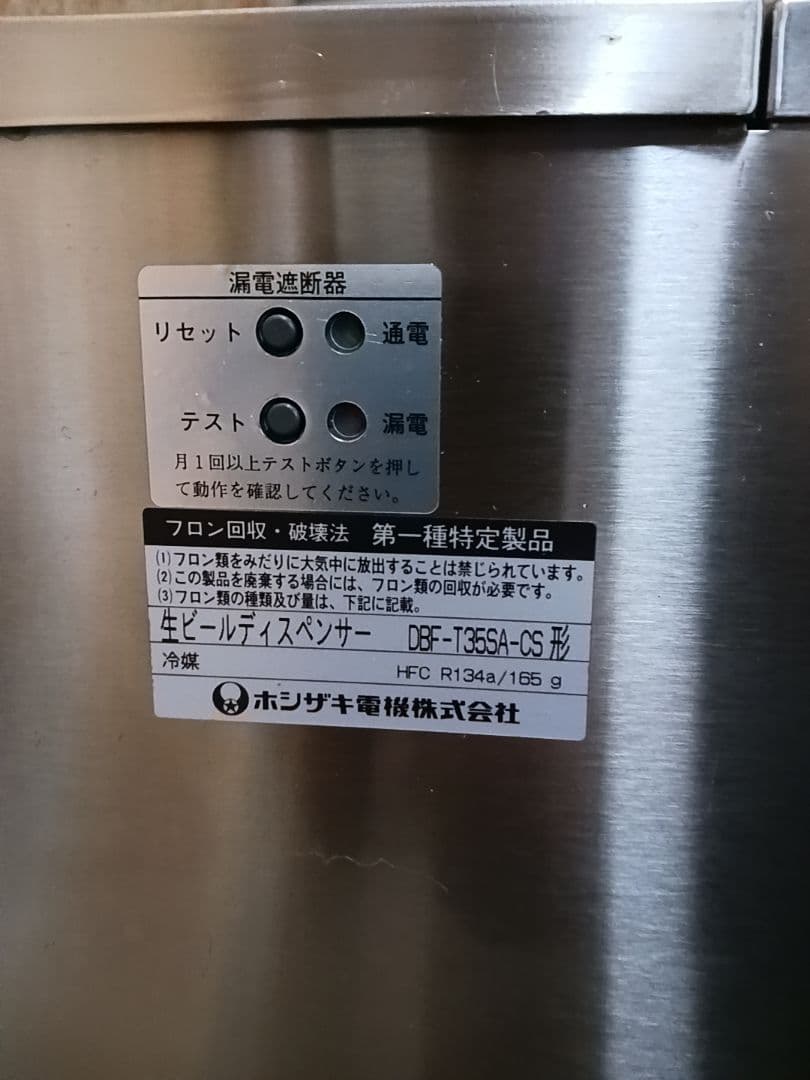 漏電遮断器
リセット 通電
テスト 漏電
月1回以上テストボタンを押し
て動作を確認してください。
フロン回収・破壊法 第一種特定製品
(1)フロン類をみだりに大気中に放出することは禁じられています。
(2)この製品を廃棄する場合には、フロン類の回収が必要です。
(3)フロン類の種類及び量は、下記に記載。
生ビールディスペンサー DBF-T35SA-CS 形
冷媒 HFC R134a/165 g
ホシザキ電機株式会社